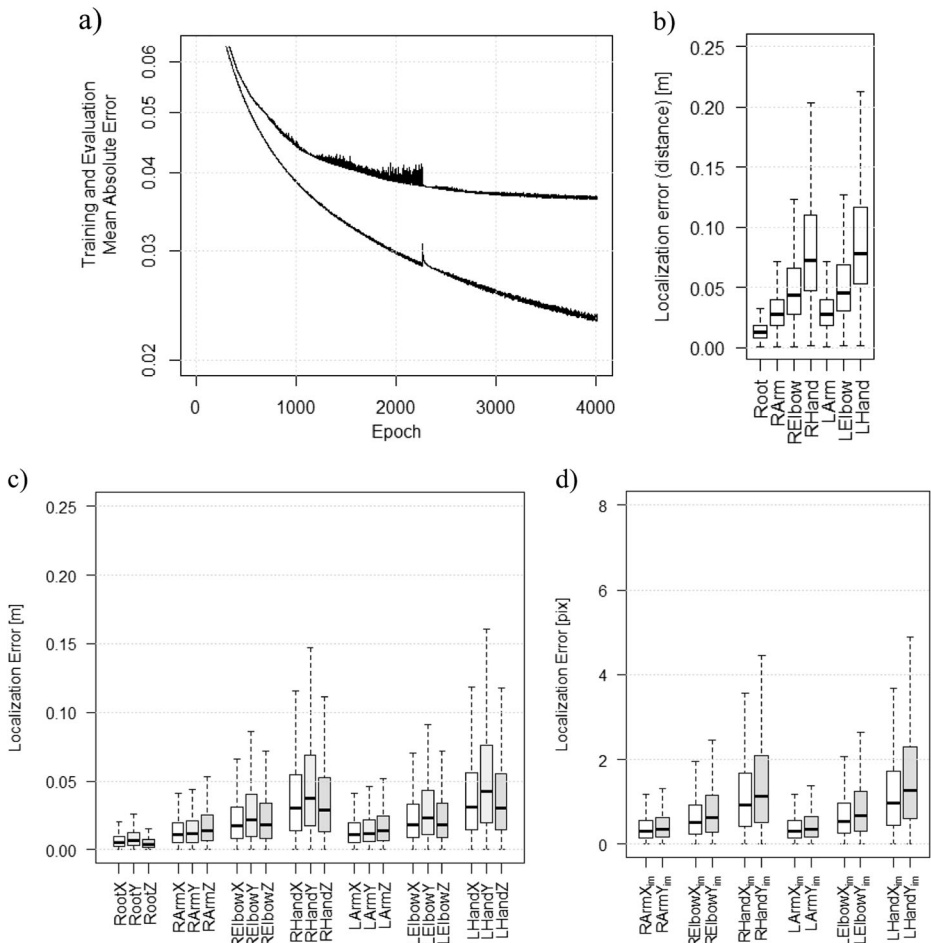 a)
Training and Evaluation
Mean Absolute Error
0.06
0.05
0.04
0.03
0.02
0
1000
2000
3000
4000
Epoch
b)
Localization error (distance) [m]
0.25
0.20
0.15
0.10
0.05
0.00
Root
RArm
RElbow
RHand
LArm
LElbow
LHand
c)
Localization Error [m]
0.25
0.20
0.15
0.10
0.05
0.00
RootX
RootY
RootZ
RArmX
RArmY
RArmZ
RElbowX
RElbowY
RElbowZ
RHandX
RHandY
RHandZ
LArmX
LArmY
LArmZ
LElbowX
LElbowY
LElbowZ
LHandX
LHandY
LHandZ
d)
Localization Error [pix]
8
6
4
2
0
RArmXim
RArmYim
RElbowXim
RElbowYim
RHandXim
RHandYim
LArmXim
LArmYim
LElbowXim
LElbowYim
LHandXim
LHandYim